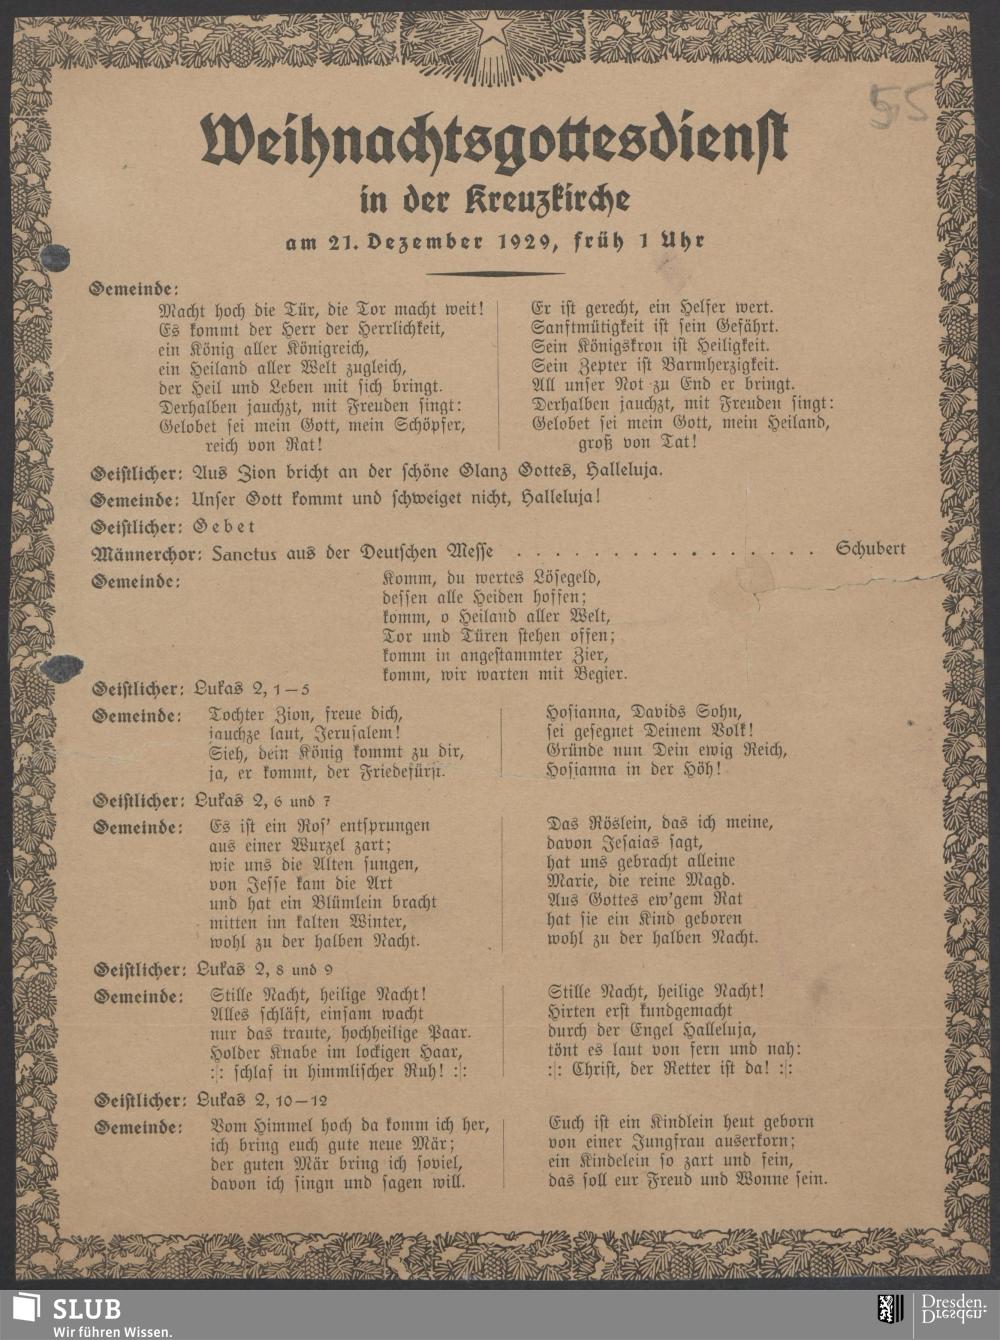 55
Weihnachtsgottesdienst
in der Kreuzkirche
am 21. Dezember 1929, früh 1 Uhr
Gemeinde:
Macht hoch die Tür, die Tor macht weit!
Es kommt der Herr der Herrlichkeit,
ein König aller Königreich,
ein Heiland aller Welt zugleich,
der Heil und Leben mit sich bringt.
Derhalben jauchzt, mit Freuden singt:
Gelobet sei mein Gott, mein Schöpfer,
reich von Rat!
Er ist gerecht, ein Helfer wert.
Sanftmütigkeit ist sein Gefährt.
Sein Königskron ist Heiligkeit.
Sein Zepter ist Barmherzigkeit.
All unser Not zu End er bringt.
Derhalben jauchzt, mit Freuden singt:
Gelobet sei mein Gott, mein Heiland,
groß von Tat!
Geistlicher: Aus Zion bricht an der schöne Glanz Gottes, Halleluja.
Gemeinde: Unser Gott kommt und schweiget nicht, Halleluja!
Geistlicher: Gebet
Männerchor: Sanctus aus der Deutschen Messe . . . . . . . . . . . . . . . . Schubert
Gemeinde:
Komm, du wertes Lösegeld,
dessen alle Heiden hoffen;
komm, o Heiland aller Welt,
Tor und Türen stehen offen;
komm in angestammter Zier,
komm, wir warten mit Begier.
Geistlicher: Lukas 2, 1–5
Gemeinde: Tochter Zion, freue dich,
jauchze laut, Jerusalem!
Sieh, dein König kommt zu dir,
ja, er kommt, der Friedefürst.
Hosianna, Davids Sohn,
sei gesegnet Deinem Volk!
Gründe nun Dein ewig Reich,
Hosianna in der Höh!
Geistlicher: Lukas 2, 6 und 7
Gemeinde: Es ist ein Ros' entsprungen
aus einer Wurzel zart;
wie uns die Alten sungen,
von Jesse kam die Art
und hat ein Blümlein bracht
mitten im kalten Winter,
wohl zu der halben Nacht.
Das Röslein, das ich meine,
davon Jesaias sagt,
hat uns gebracht alleine
Marie, die reine Magd.
Aus Gottes ew'gem Rat
hat sie ein Kind geboren
wohl zu der halben Nacht.
Geistlicher: Lukas 2, 8 und 9
Gemeinde: Stille Nacht, heilige Nacht!
Alles schläft, einsam wacht
nur das traute, hochheilige Paar.
Holder Knabe im lockigen Haar,
:|: schlaf in himmlischer Ruh! :|:
Stille Nacht, heilige Nacht!
Hirten erst kundgemacht
durch der Engel Halleluja,
tönt es laut von fern und nah:
:|: Christ, der Retter ist da! :|:
Geistlicher: Lukas 2, 10–12
Gemeinde: Vom Himmel hoch da komm ich her,
ich bring euch gute neue Mär;
der guten Mär bring ich soviel,
davon ich singn und sagen will.
Euch ist ein Kindlein heut geborn
von einer Jungfrau auserkorn;
ein Kindelein so zart und fein,
das soll eur Freud und Wonne sein.
SLUB
Wir führen Wissen.
Dresden.
Dresden.